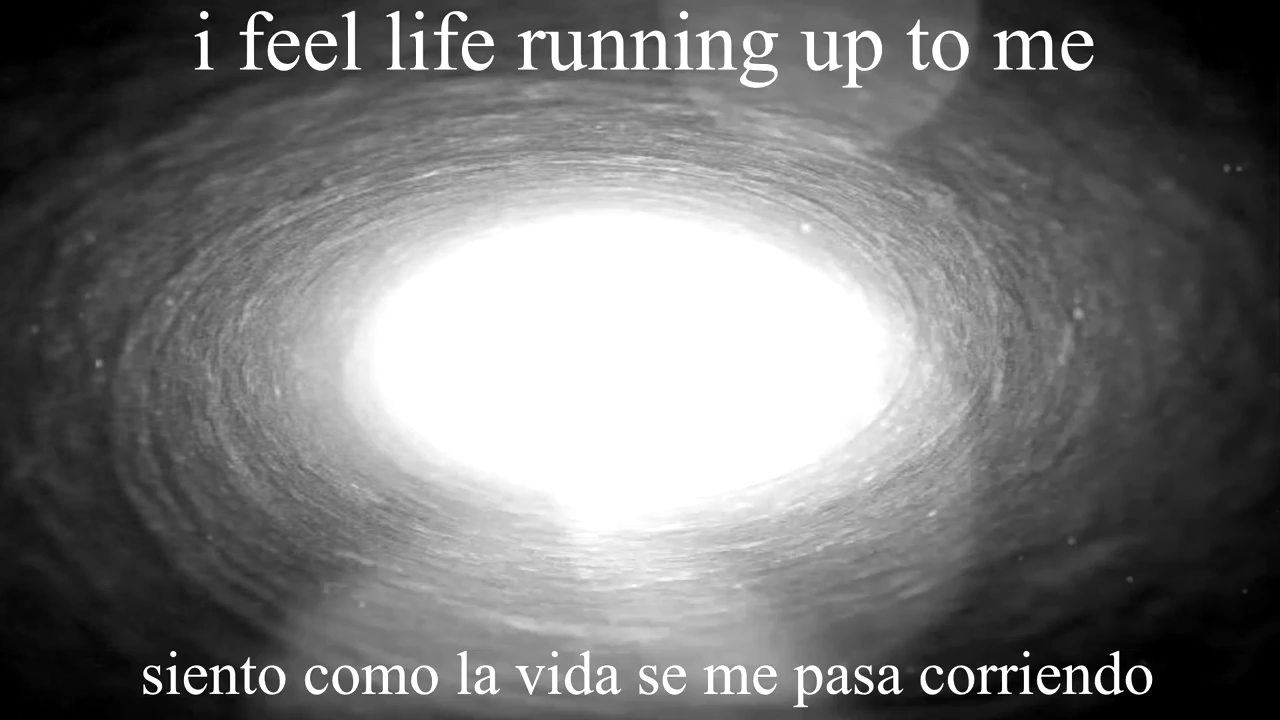 i feel life running up to me
siento como la vida se me pasa corriendo